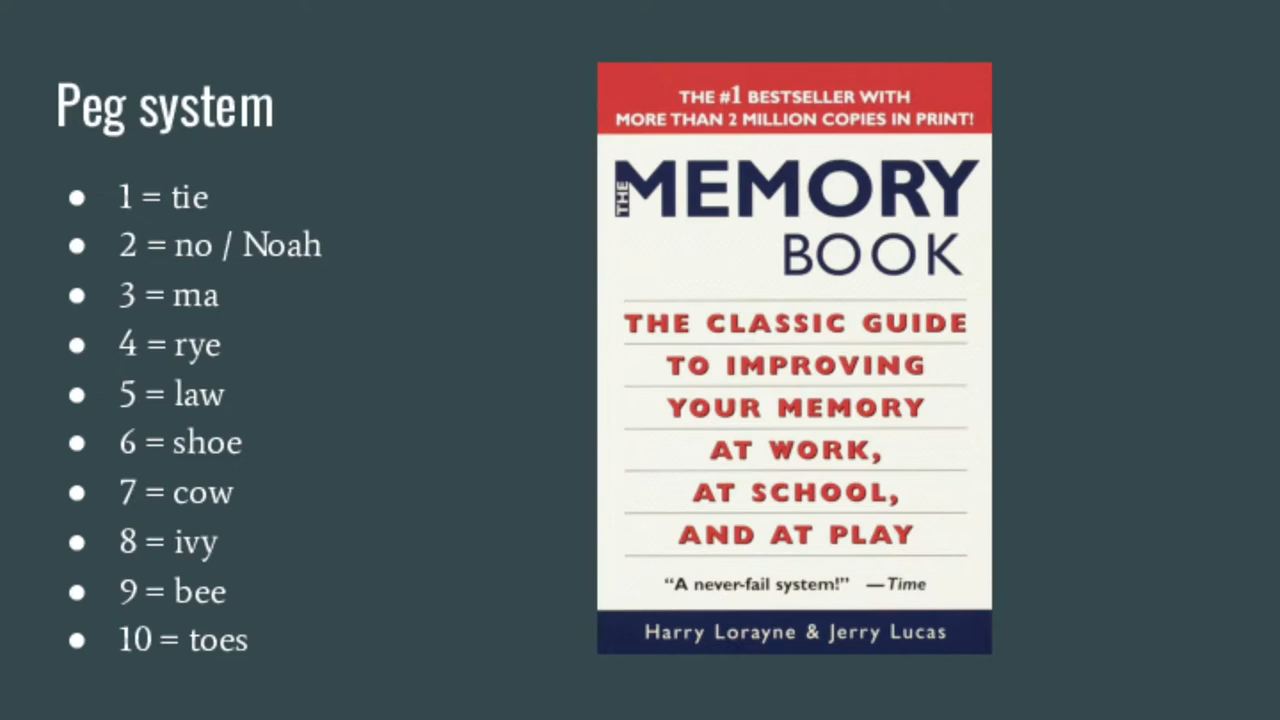 Peg system
● 1 = tie
● 2 = no / Noah
● 3 = ma
● 4 = rye
● 5 = law
● 6 = shoe
● 7 = cow
● 8 = ivy
● 9 = bee
● 10 = toes
THE #1 BESTSELLER WITH
MORE THAN 2 MILLION COPIES IN PRINT!
THE MEMORY
BOOK
THE CLASSIC GUIDE
TO IMPROVING
YOUR MEMORY
AT WORK,
AT SCHOOL,
AND AT PLAY
“A never-fail system!” —Time
Harry Lorayne & Jerry Lucas